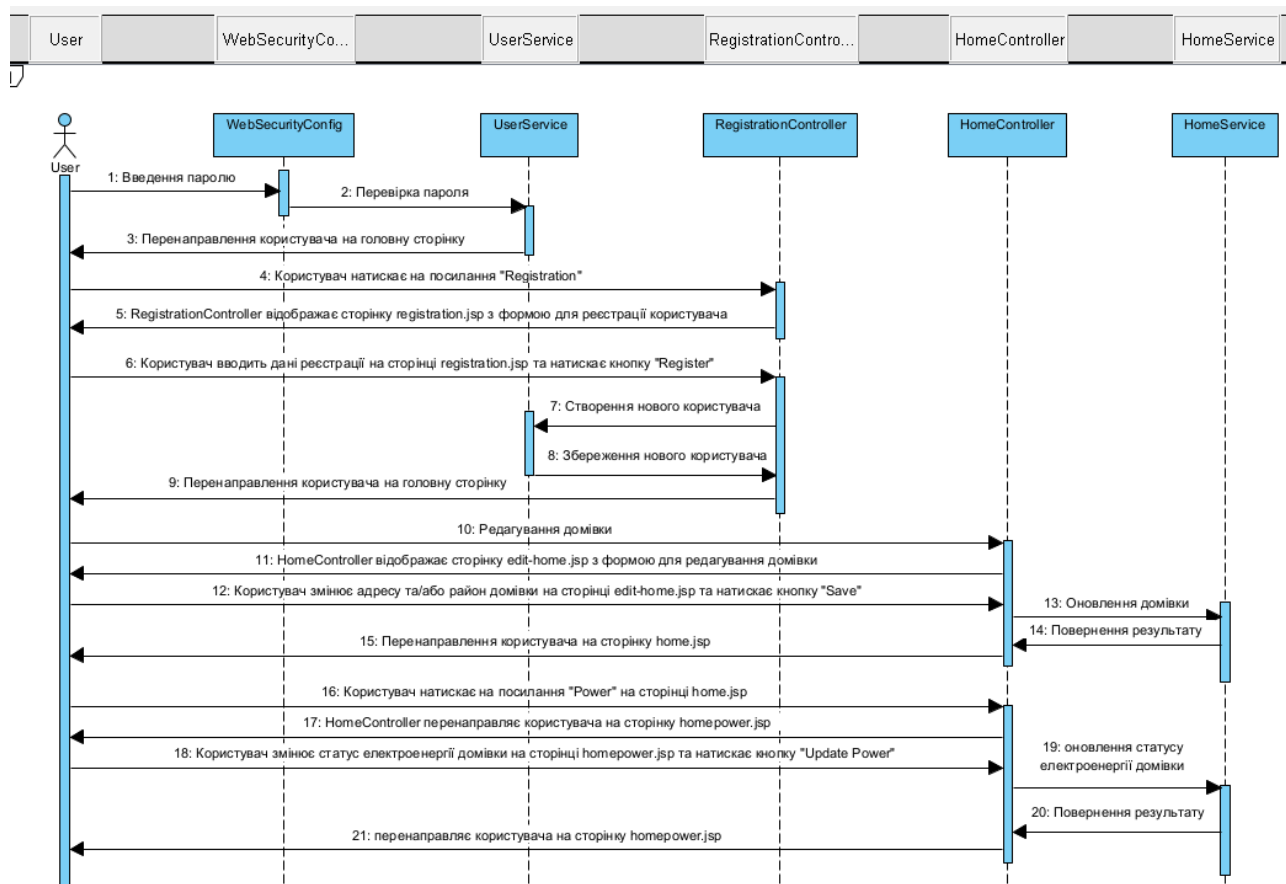 User
WebSecurityCo...
UserService
RegistrationContro...
HomeController
HomeService
WebSecurityConfig
UserService
RegistrationController
HomeController
HomeService
User
1: Введення паролю
2: Перевірка пароля
3: Перенаправлення користувача на головну сторінку
4: Користувач натискає на посилання "Registration"
5: RegistrationController відображає сторінку registration.jsp з формою для реєстрації користувача
6: Користувач вводить дані реєстрації на сторінці registration.jsp та натискає кнопку "Register"
7: Створення нового користувача
8: Збереження нового користувача
9: Перенаправлення користувача на головну сторінку
10: Редагування домівки
11: HomeController відображає сторінку edit-home.jsp з формою для редагування домівки
12: Користувач змінює адресу та/або район домівки на сторінці edit-home.jsp та натискає кнопку "Save"
13: Оновлення домівки
14: Повернення результату
15: Перенаправлення користувача на сторінку home.jsp
16: Користувач натискає на посилання "Power" на сторінці home.jsp
17: HomeController перенаправляє користувача на сторінку homepower.jsp
18: Користувач змінює статус електроенергії домівки на сторінці homepower.jsp та натискає кнопку "Update Power"
19: оновлення статусу
електроенергії домівки
20: Повернення результату
21: перенаправляє користувача на сторінку homepower.jsp